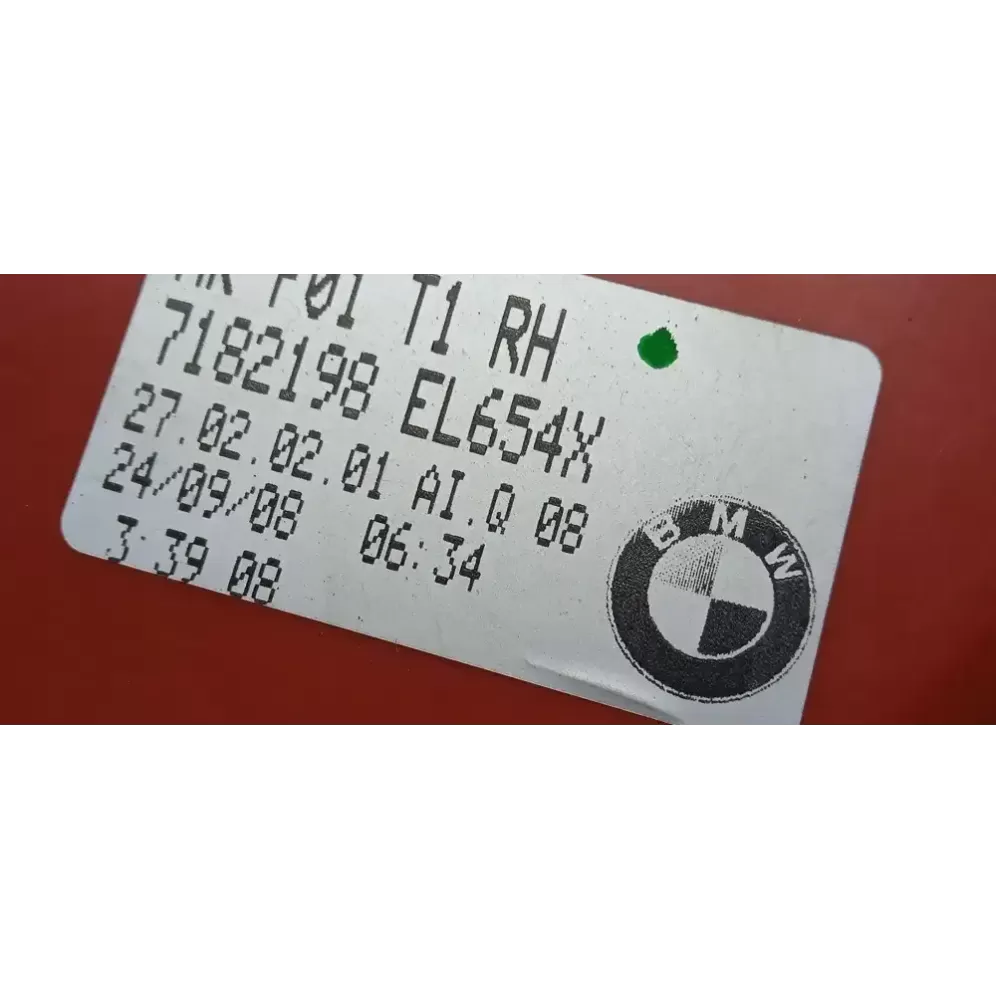 F01 T1 RH
7182198 EL654X
27.02.02.01 AI.Q 08
24/09/08 06:34
3 39 08
BMW